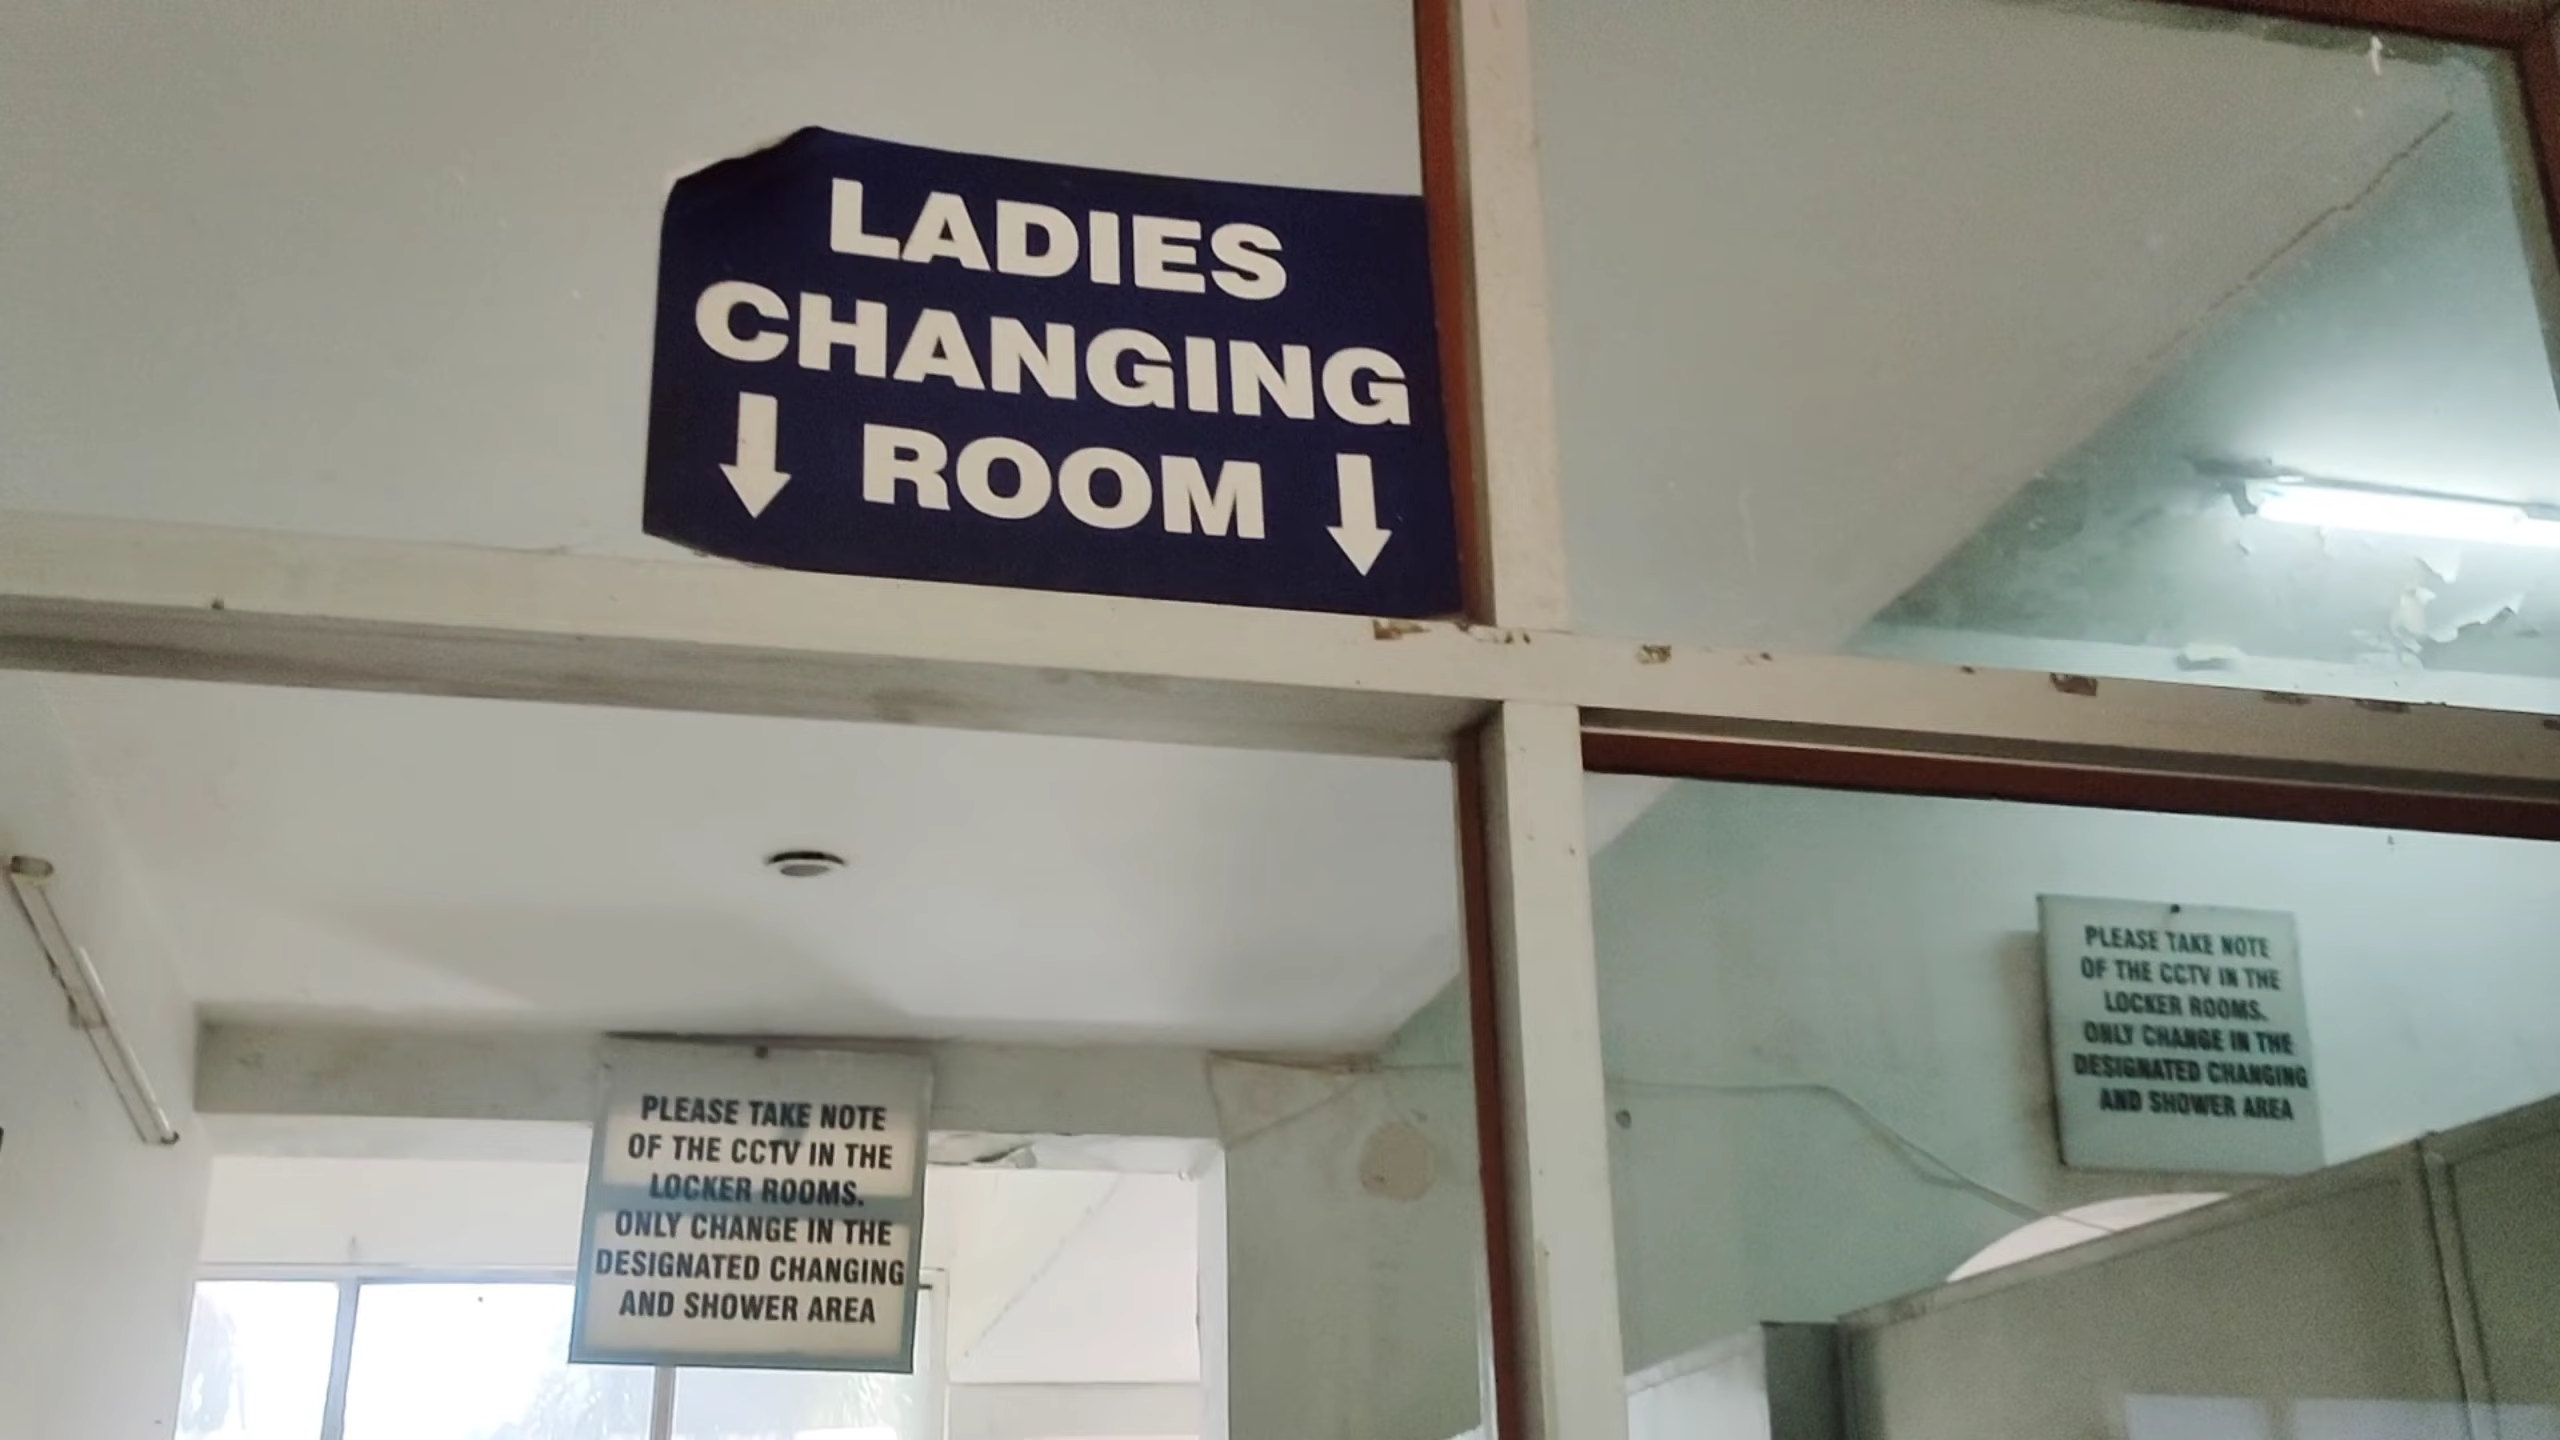 LADIES
CHANGING
ROOM
PLEASE TAKE NOTE
OF THE CCTV IN THE
LOCKER ROOMS.
ONLY CHANGE IN THE
DESIGNATED CHANGING
AND SHOWER AREA
PLEASE TAKE NOTE
OF THE CCTV IN THE
LOCKER ROOMS.
ONLY CHANGE IN THE
DESIGNATED CHANGING
AND SHOWER AREA